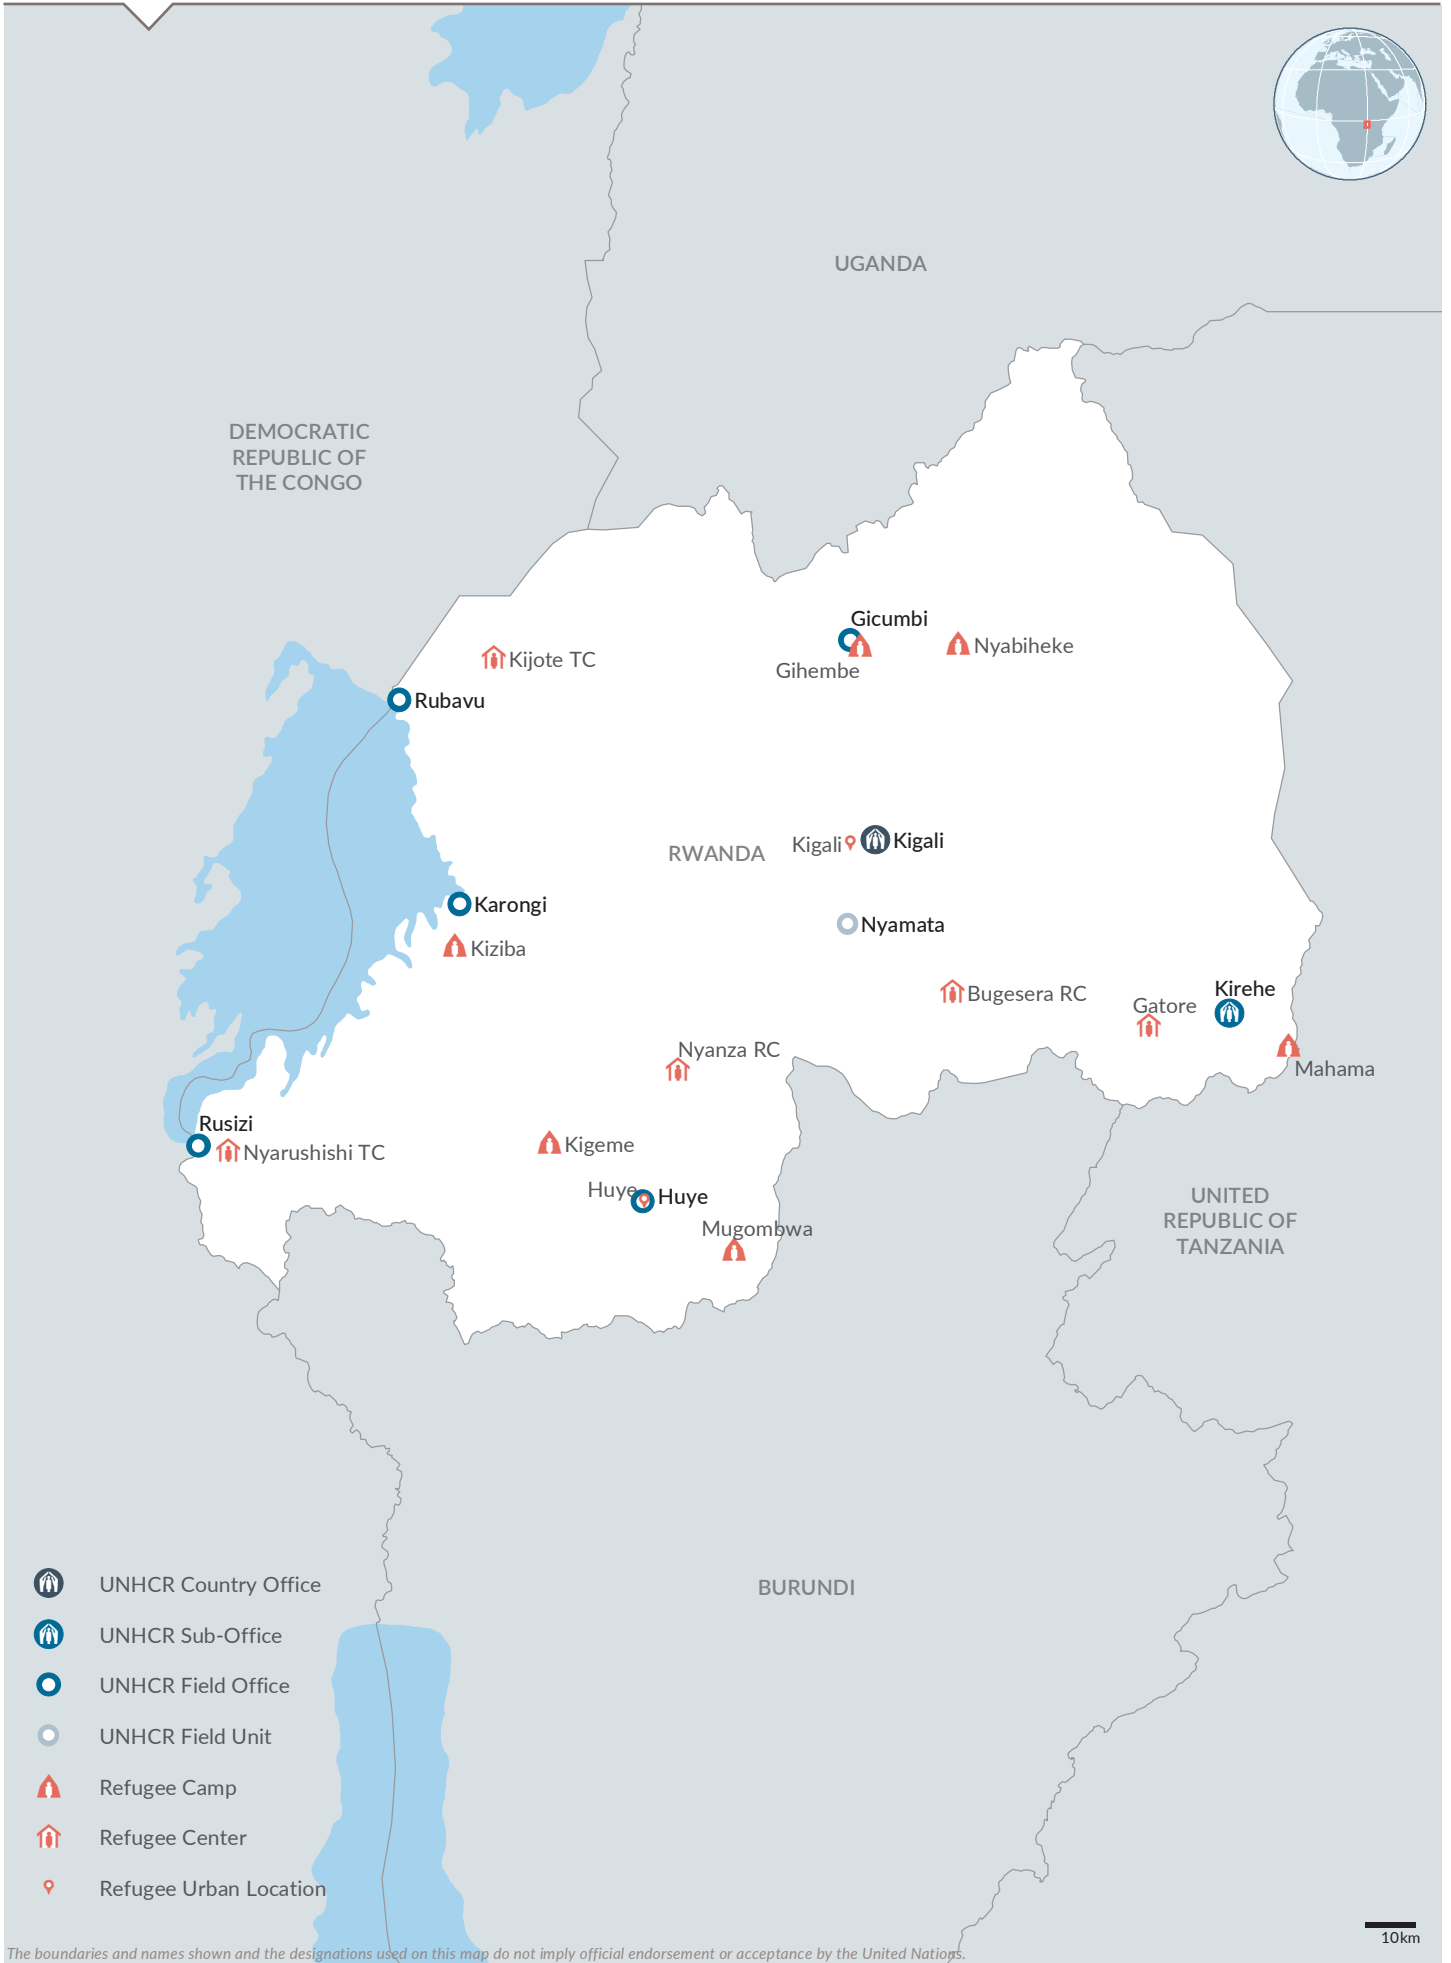 UGANDA
DEMOCRATIC
REPUBLIC OF
THE CONGO
Gicumbi
Nyabiheke
Kijote TC
Gihembe
Rubavu
Kigali
Kigali
RWANDA
Karongi
Nyamata
Kiziba
Kirehe
Bugesera RC
Gatore
Nyanza RC
Mahama
Rusizi
Kigeme
Nyarushishi TC
Huye
Huye
UNITED
REPUBLIC OF
TANZANIA
Mugombwa
BURUNDI
UNHCR Country Office
UNHCR Sub-Office
UNHCR Field Office
UNHCR Field Unit
Refugee Camp
Refugee Center
Refugee Urban Location
10km
The boundaries and names shown and the designations used on this map do not imply official endorsement or acceptance by the United Nations.